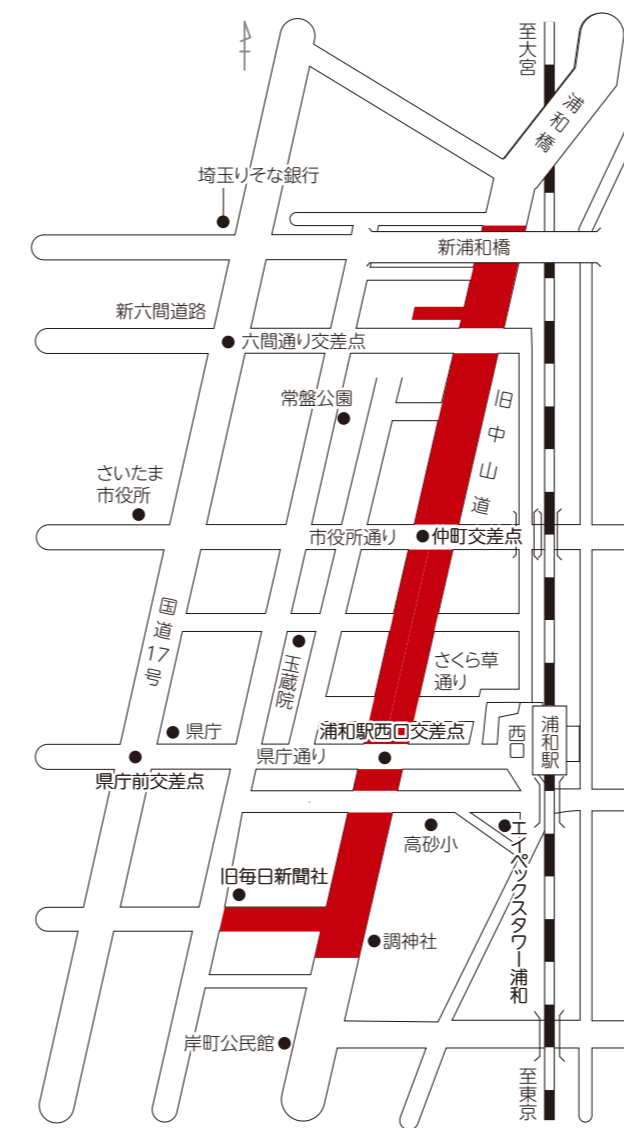 至大宮
浦和橋
埼玉りそな銀行
新浦和橋
新六間道路
六間通り交差点
常盤公園
旧中山道
さいたま
市役所
市役所通り
仲町交差点
国道17号
玉蔵院
さくら草
通り
県庁
浦和駅西口交差点
西口
浦和駅
県庁通り
県庁前交差点
高砂小
エイペックスタワー浦和
旧毎日新聞社
調神社
岸町公民館
至東京